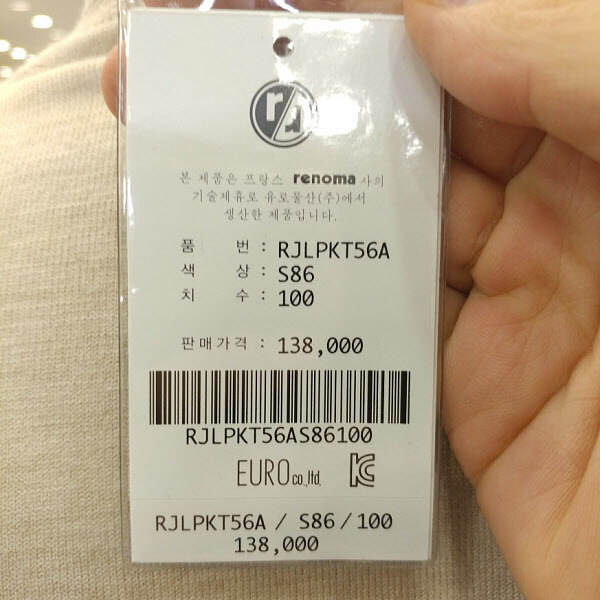 본 제품은 프랑스 renoma 사의
기술제휴로 유로물산(주)에서
생산한 제품입니다.
품 번 : RJLPKT56A
색 상 : S86
치 수 : 100
판매가격 : 138,000
RJLPKT56AS86100
EURO co.,ltd.
RJLPKT56A / S86 / 100
138,000